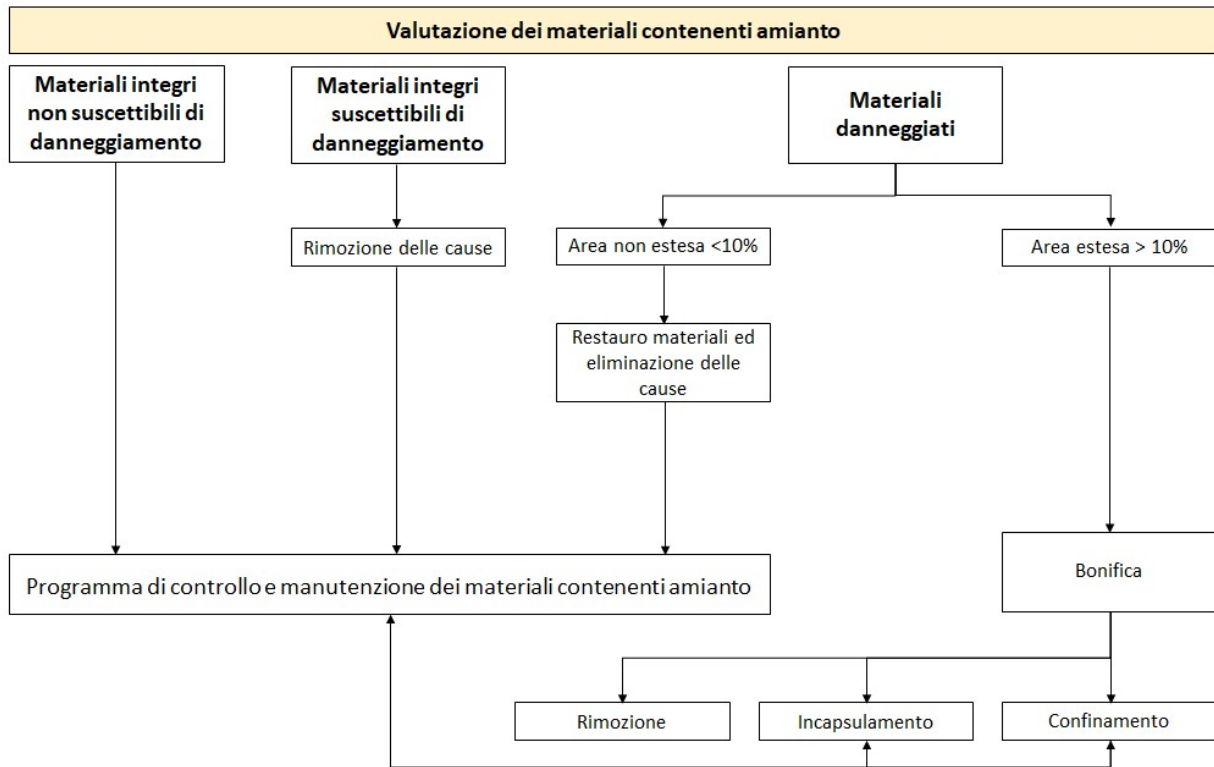 Valutazione dei materiali contenenti amianto
Materiali integri
non suscettibili di
danneggiamento
Materiali integri
suscettibili di
danneggiamento
Materiali
danneggiati
Rimozione delle cause
Area non estesa <10%
Area estesa > 10%
Restauro materiali ed
eliminazione delle
cause
Programma di controllo e manutenzione dei materiali contenenti amianto
Bonifica
Rimozione
Incapsulamento
Confinamento